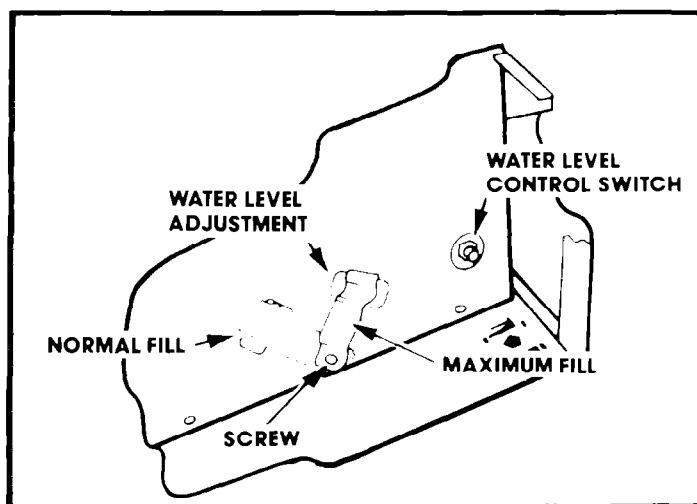 WATER LEVEL
CONTROL SWITCH
WATER LEVEL
ADJUSTMENT
NORMAL FILL
MAXIMUM FILL
SCREW